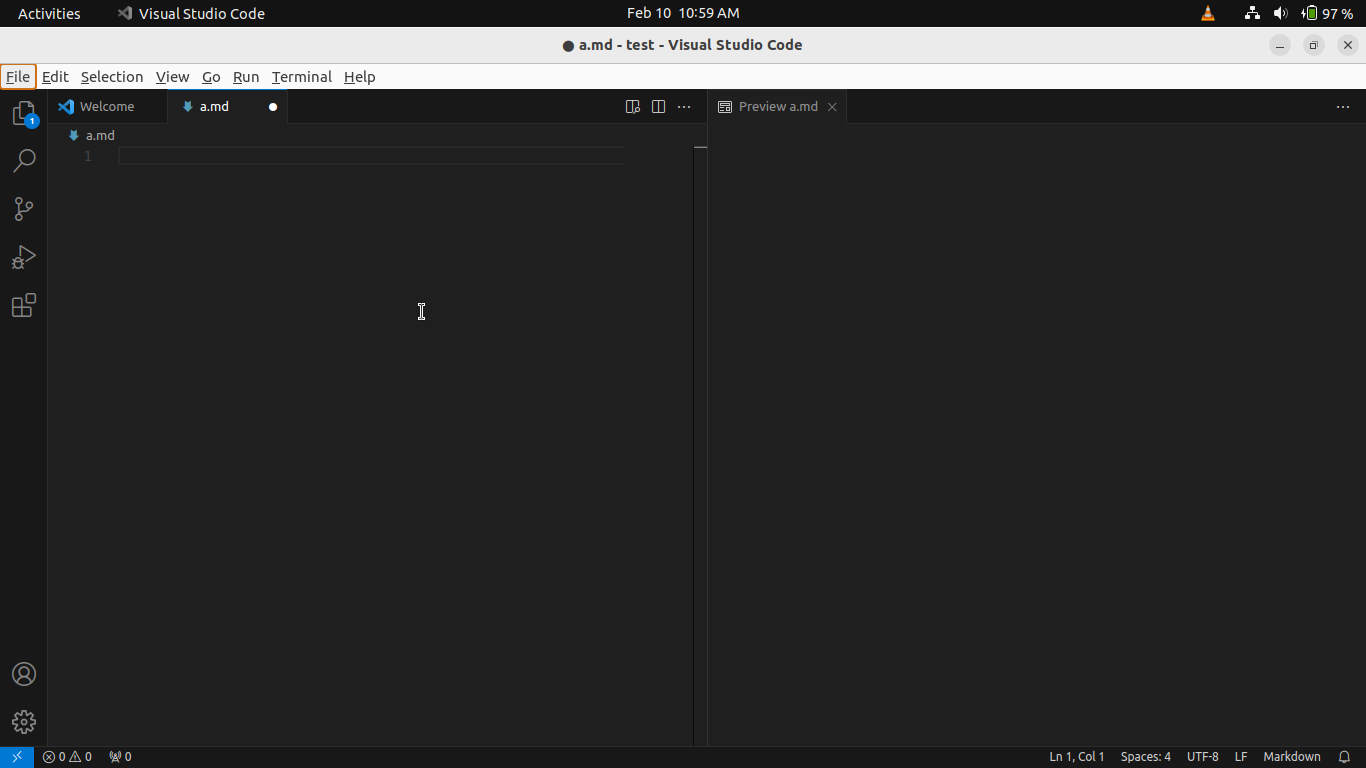 Activities Visual Studio Code Feb 10 10:59 AM 97 %
● a.md - test - Visual Studio Code
File Edit Selection View Go Run Terminal Help
Welcome a.md Preview a.md
1
a.md
1
0 0 0 Ln 1, Col 1 Spaces: 4 UTF-8 LF Markdown